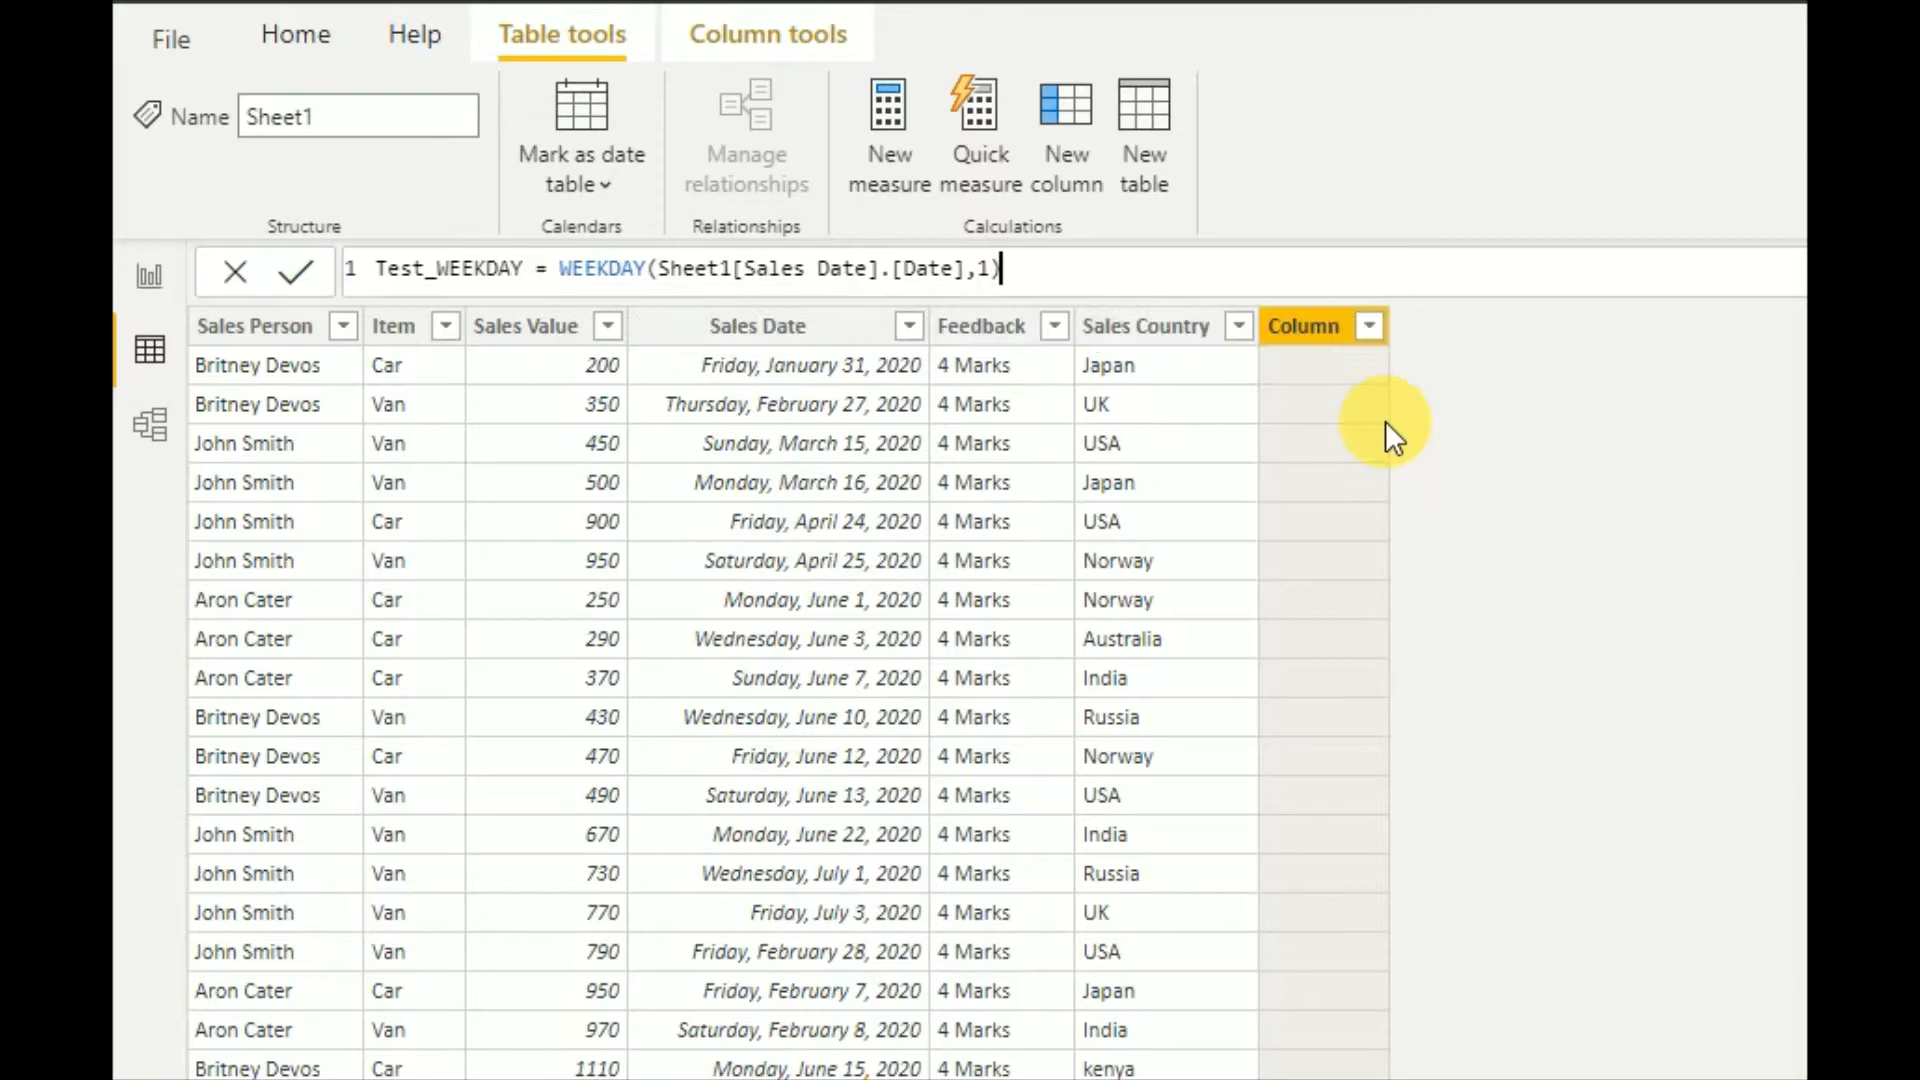 File Home Help Table tools Column tools
Name Sheet1
Mark as date table
Manage relationships
New measure
Quick measure
New column
New table
Structure Calendars Relationships Calculations
1 Test_WEEKDAY = WEEKDAY(Sheet1[Sales Date].[Date],1)
Sales Person Item Sales Value Sales Date Feedback Sales Country Column
Britney Devos Car 200 Friday, January 31, 2020 4 Marks Japan
Britney Devos Van 350 Thursday, February 27, 2020 4 Marks UK
John Smith Van 450 Sunday, March 15, 2020 4 Marks USA
John Smith Van 500 Monday, March 16, 2020 4 Marks Japan
John Smith Car 900 Friday, April 24, 2020 4 Marks USA
John Smith Van 950 Saturday, April 25, 2020 4 Marks Norway
Aron Cater Car 250 Monday, June 1, 2020 4 Marks Norway
Aron Cater Car 290 Wednesday, June 3, 2020 4 Marks Australia
Aron Cater Car 370 Sunday, June 7, 2020 4 Marks India
Britney Devos Van 430 Wednesday, June 10, 2020 4 Marks Russia
Britney Devos Car 470 Friday, June 12, 2020 4 Marks Norway
Britney Devos Van 490 Saturday, June 13, 2020 4 Marks USA
John Smith Van 670 Monday, June 22, 2020 4 Marks India
John Smith Van 730 Wednesday, July 1, 2020 4 Marks Russia
John Smith Van 770 Friday, July 3, 2020 4 Marks UK
John Smith Van 790 Friday, February 28, 2020 4 Marks USA
Aron Cater Car 950 Friday, February 7, 2020 4 Marks Japan
Aron Cater Van 970 Saturday, February 8, 2020 4 Marks India
Britney Devos Car 1110 Monday, June 15, 2020 4 Marks kenya